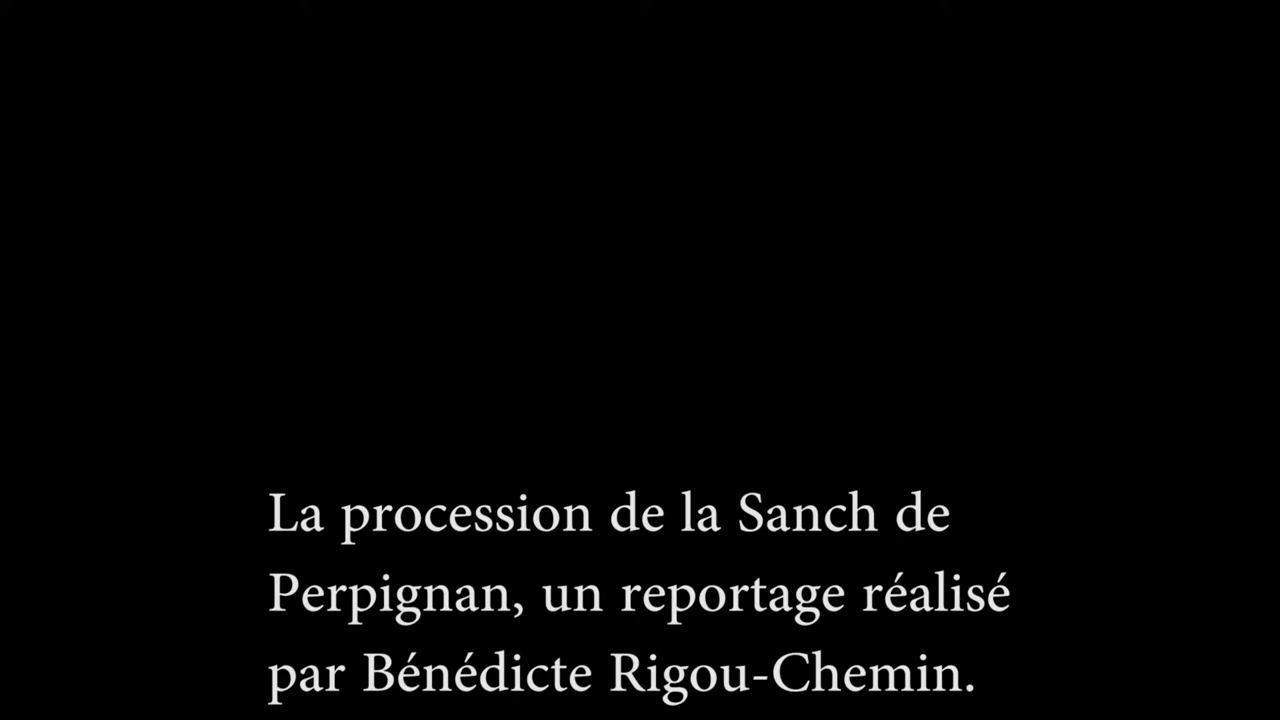 La procession de la Sanch de
Perpignan, un reportage réalisé
par Bénédicte Rigou-Chemin.